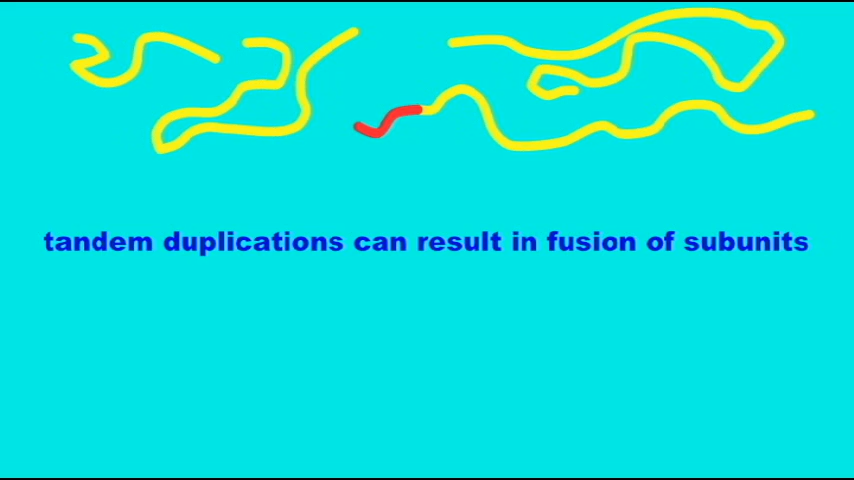 tandem duplications can result in fusion of subunits